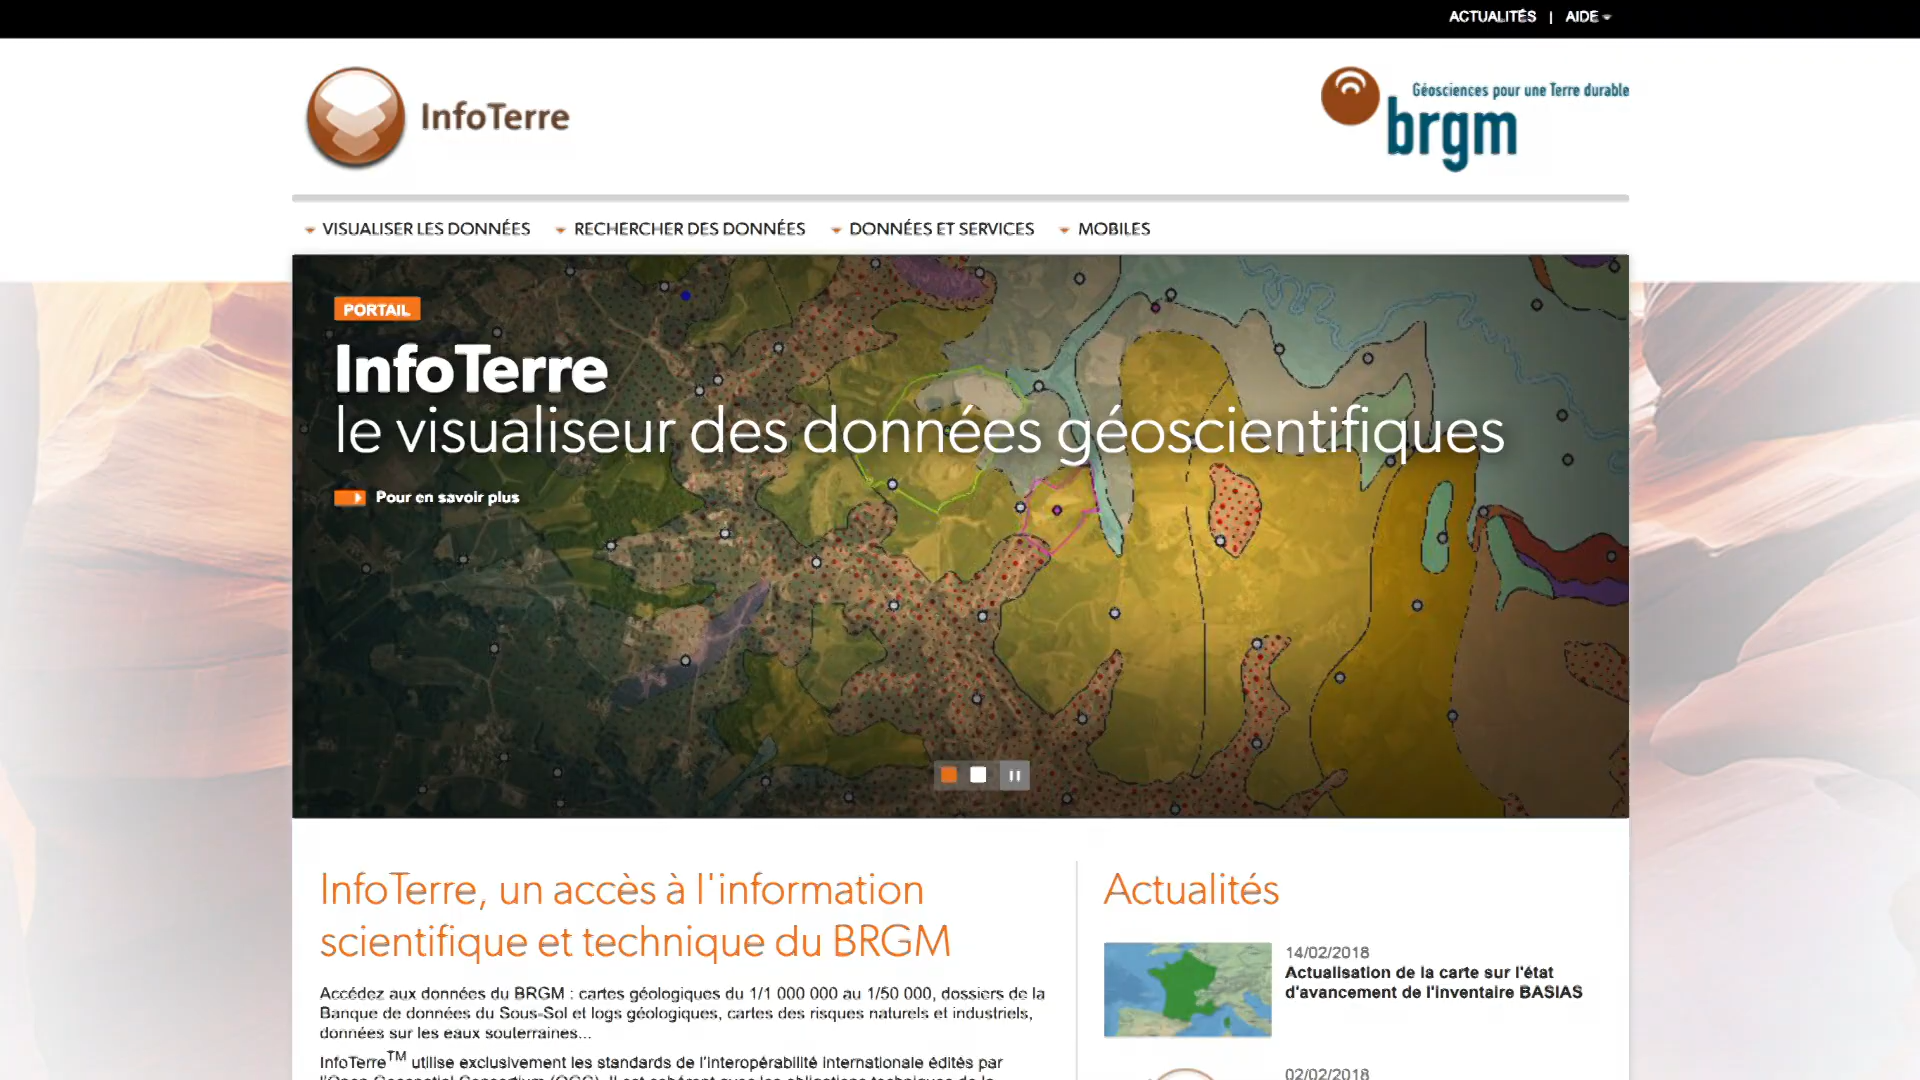 ACTUALITÉS | AIDE
InfoTerre
Géosciences pour une Terre durable
brgm
VISUALISER LES DONNÉES RECHERCHER DES DONNÉES DONNÉES ET SERVICES MOBILES
PORTAIL
InfoTerre
le visualiseur des données géoscientifiques
Pour en savoir plus
InfoTerre, un accès à l'information
scientifique et technique du BRGM
Accédez aux données du BRGM : cartes géologiques du 1/1 000 000 au 1/50 000, dossiers de la
Banque de données du Sous-Sol et logs géologiques, cartes des risques naturels et industriels,
données sur les eaux souterraines...
InfoTerre™ utilise exclusivement les standards de l'interopérabilité internationale édités par
Actualités
14/02/2018
Actualisation de la carte sur l'état
d'avancement de l'inventaire BASIAS
02/02/2018